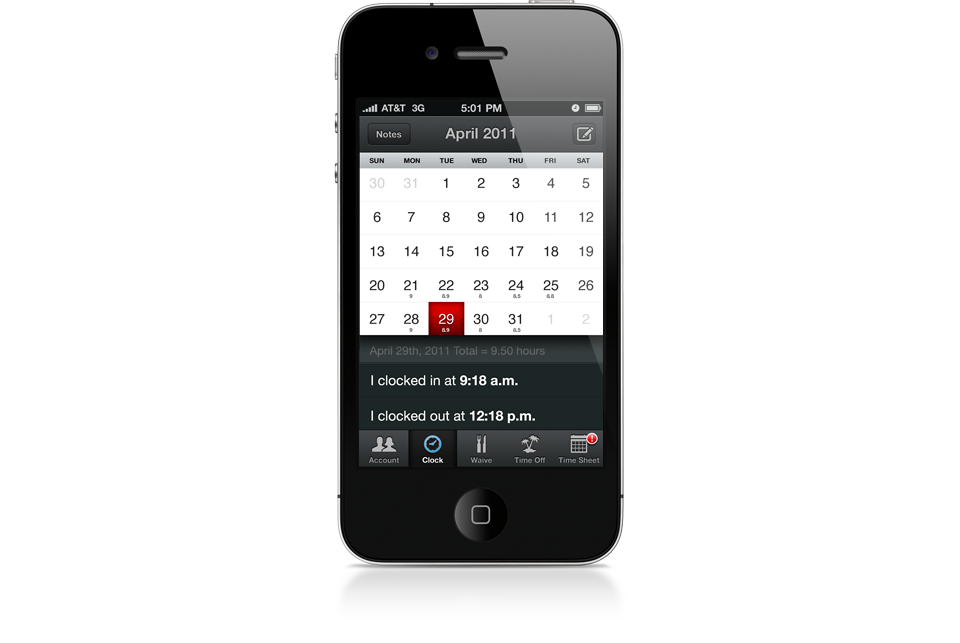 AT&T 3G 5:01 PM
Notes April 2011
SUN MON TUE WED THU FRI SAT
30 31 1 2 3 4 5
6 7 8 9 10 11 12
13 14 15 16 17 18 19
20 21 22 23 24 25 26
9 8.9 8 8.5 8.8
27 28 29 30 31 1 2
9 8.9 8 8.5
April 29th, 2011 Total = 9.50 hours
I clocked in at 9:18 a.m.
I clocked out at 12:18 p.m.
Account Clock Waive Time Off Time Sheet